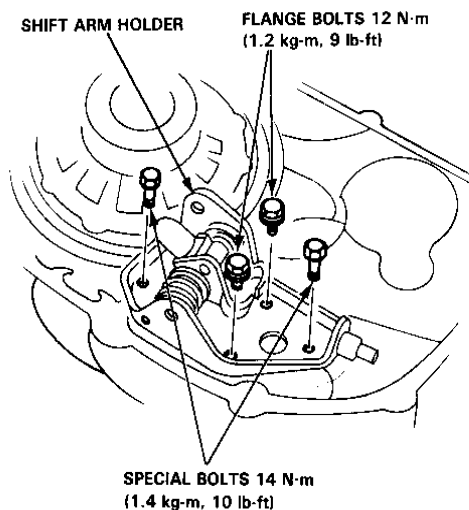 SHIFT ARM HOLDER
FLANGE BOLTS 12 N·m
(1.2 kg-m, 9 lb-ft)
SPECIAL BOLTS 14 N·m
(1.4 kg-m, 10 lb-ft)